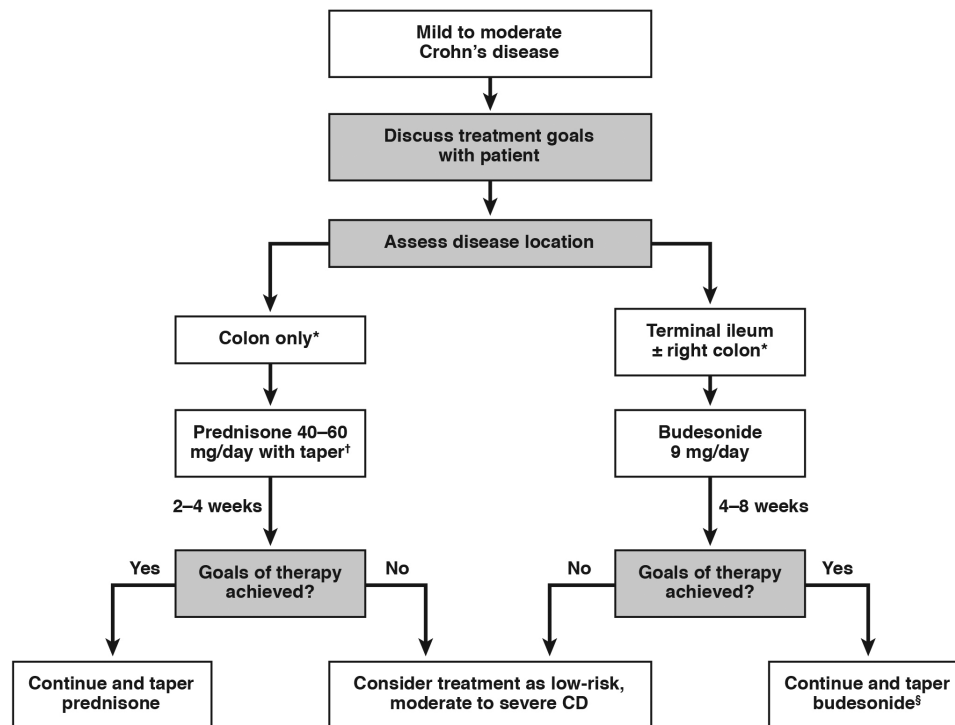 Mild to moderate
Crohn’s disease
Discuss treatment goals
with patient
Assess disease location
Colon only*
Terminal ileum
± right colon*
Prednisone 40–60
mg/day with taper†
Budesonide
9 mg/day
2–4 weeks
4–8 weeks
Yes
Goals of therapy
achieved?
No
No
Goals of therapy
achieved?
Yes
Continue and taper
prednisone
Consider treatment as low-risk,
moderate to severe CD
Continue and taper
budesonide§